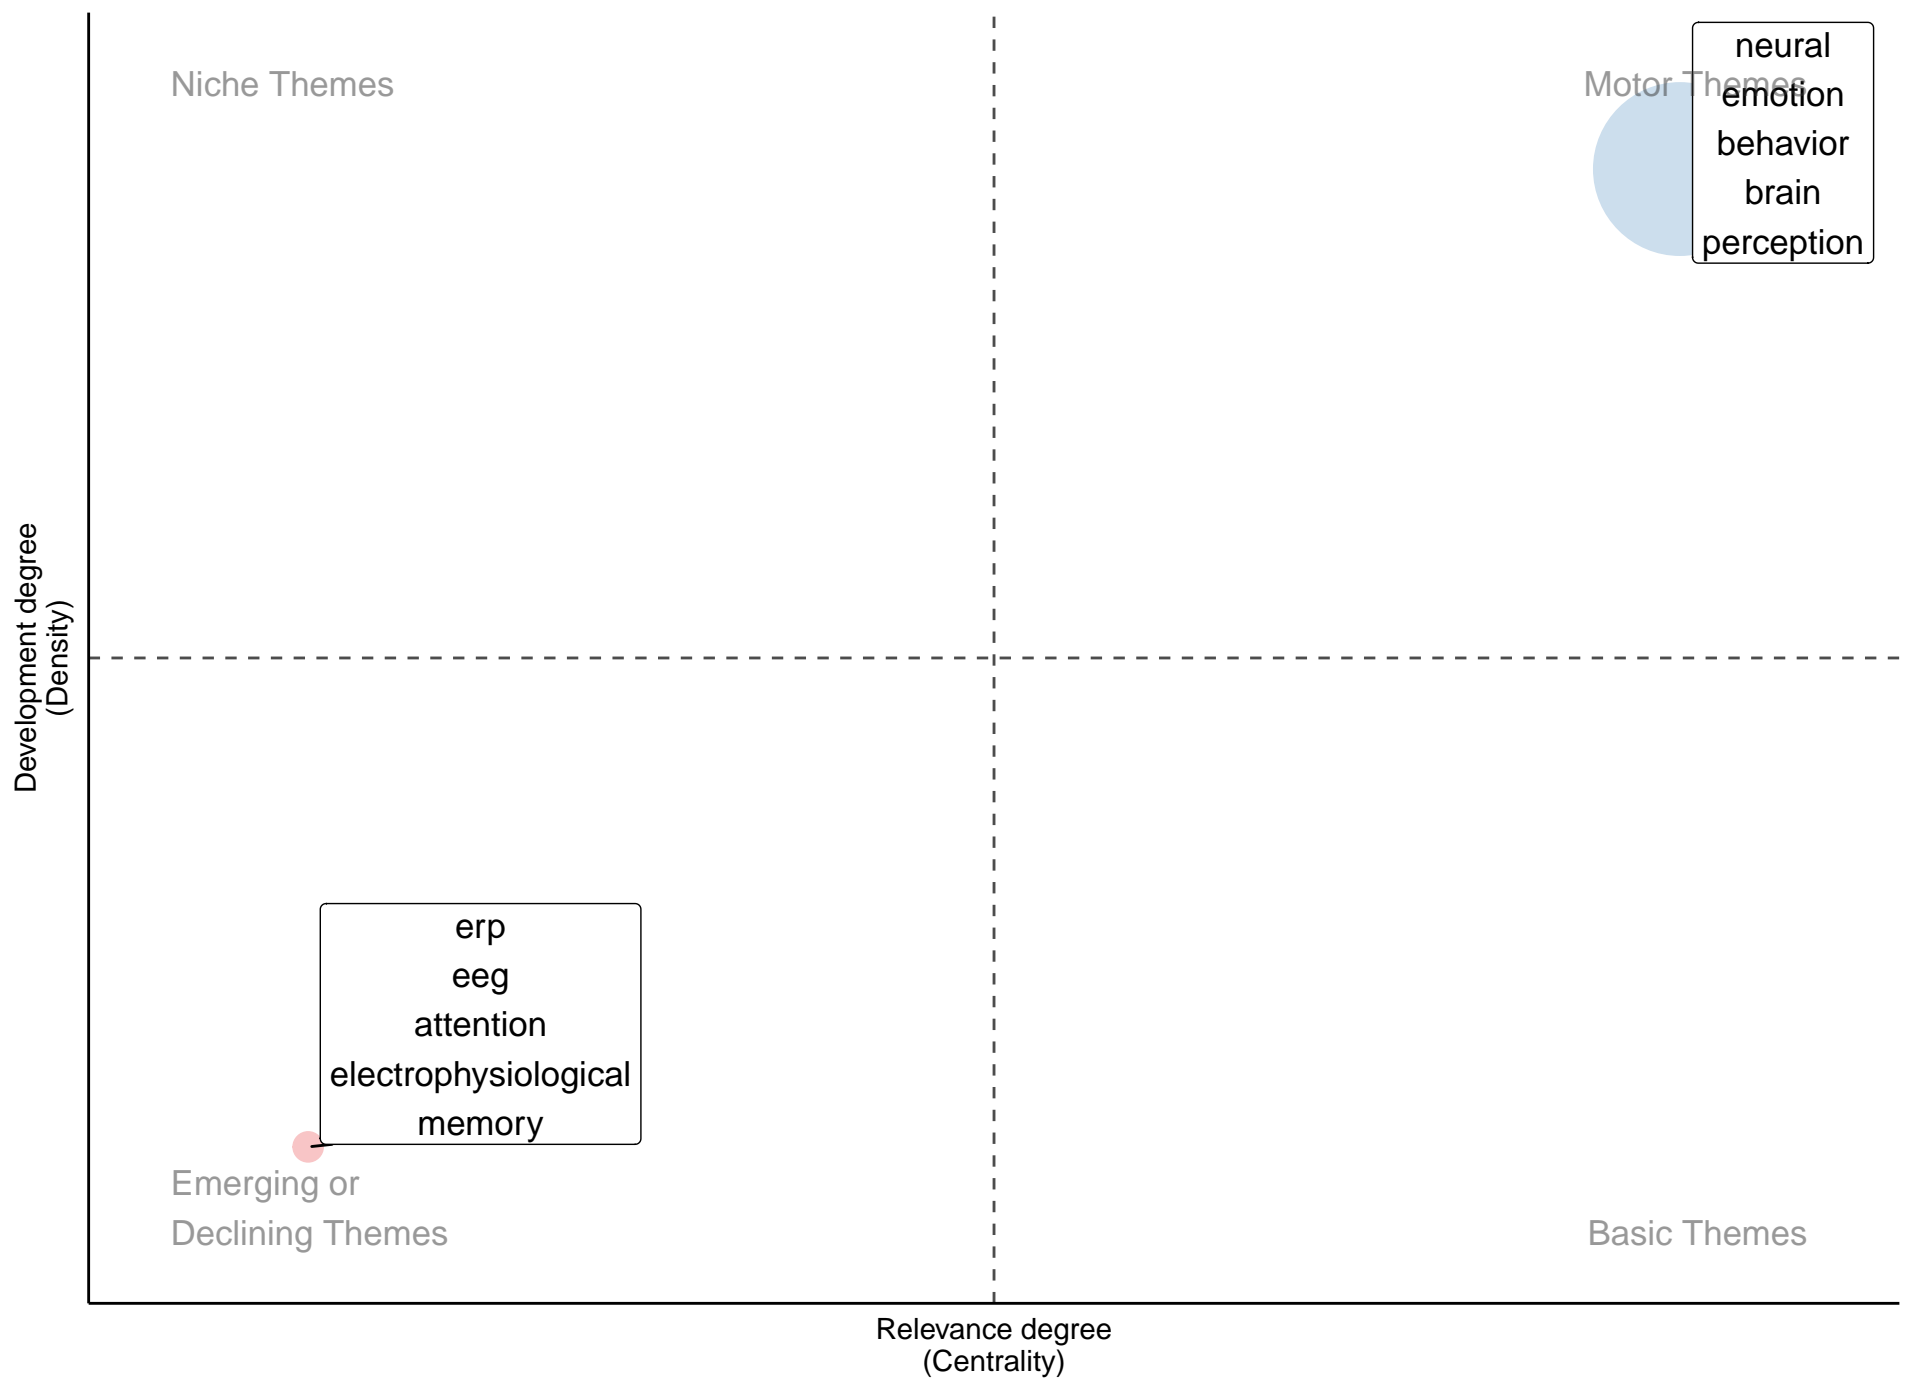 Niche Themes
Motor Themes
neural
emotion
behavior
brain
perception
Development degree
(Density)
erp
eeg
attention
electrophysiological
memory
Emerging or
Declining Themes
Basic Themes
Relevance degree
(Centrality)